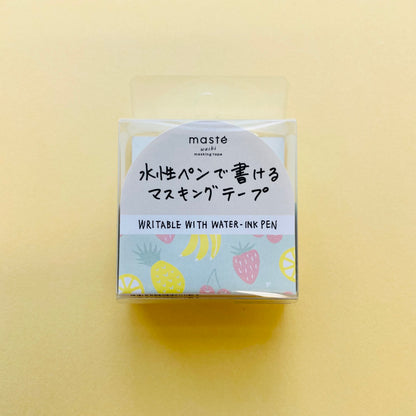 masté
washi
masking tape
水性ペンで書ける
マスキングテープ
WRITABLE WITH WATER-INK PEN